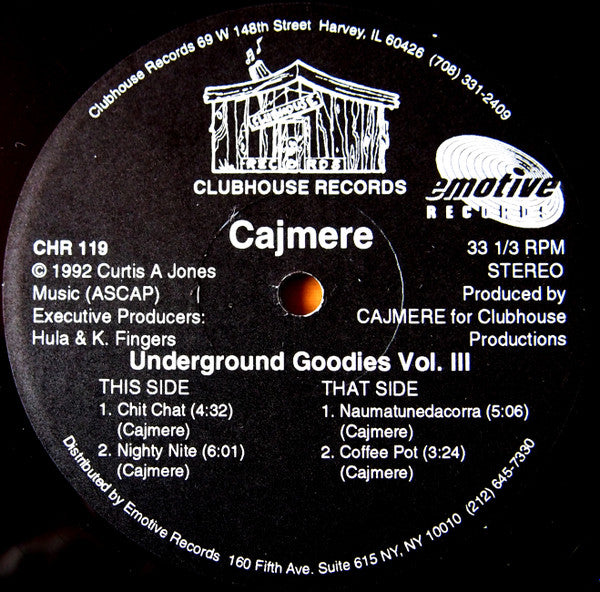 Clubhouse Records 69 W 148th Street Harvey, IL 60426 (708) 331-2409
CLUBHOUSE
RECORDS
CLUBHOUSE RECORDS
emotive
RECORDS
Cajmere
CHR 119
© 1992 Curtis A Jones
Music (ASCAP)
Executive Producers:
Hula & K. Fingers
33 1/3 RPM
STEREO
Produced by
CAJMERE for Clubhouse
Productions
Underground Goodies Vol. III
THIS SIDE
1. Chit Chat (4:32)
(Cajmere)
2. Nighty Nite (6:01)
(Cajmere)
THAT SIDE
1. Naumatunedacorra (5:06)
(Cajmere)
2. Coffee Pot (3:24)
(Cajmere)
Distributed by Emotive Records 160 Fifth Ave. Suite 615 NY, NY 10010 (212) 645-7330